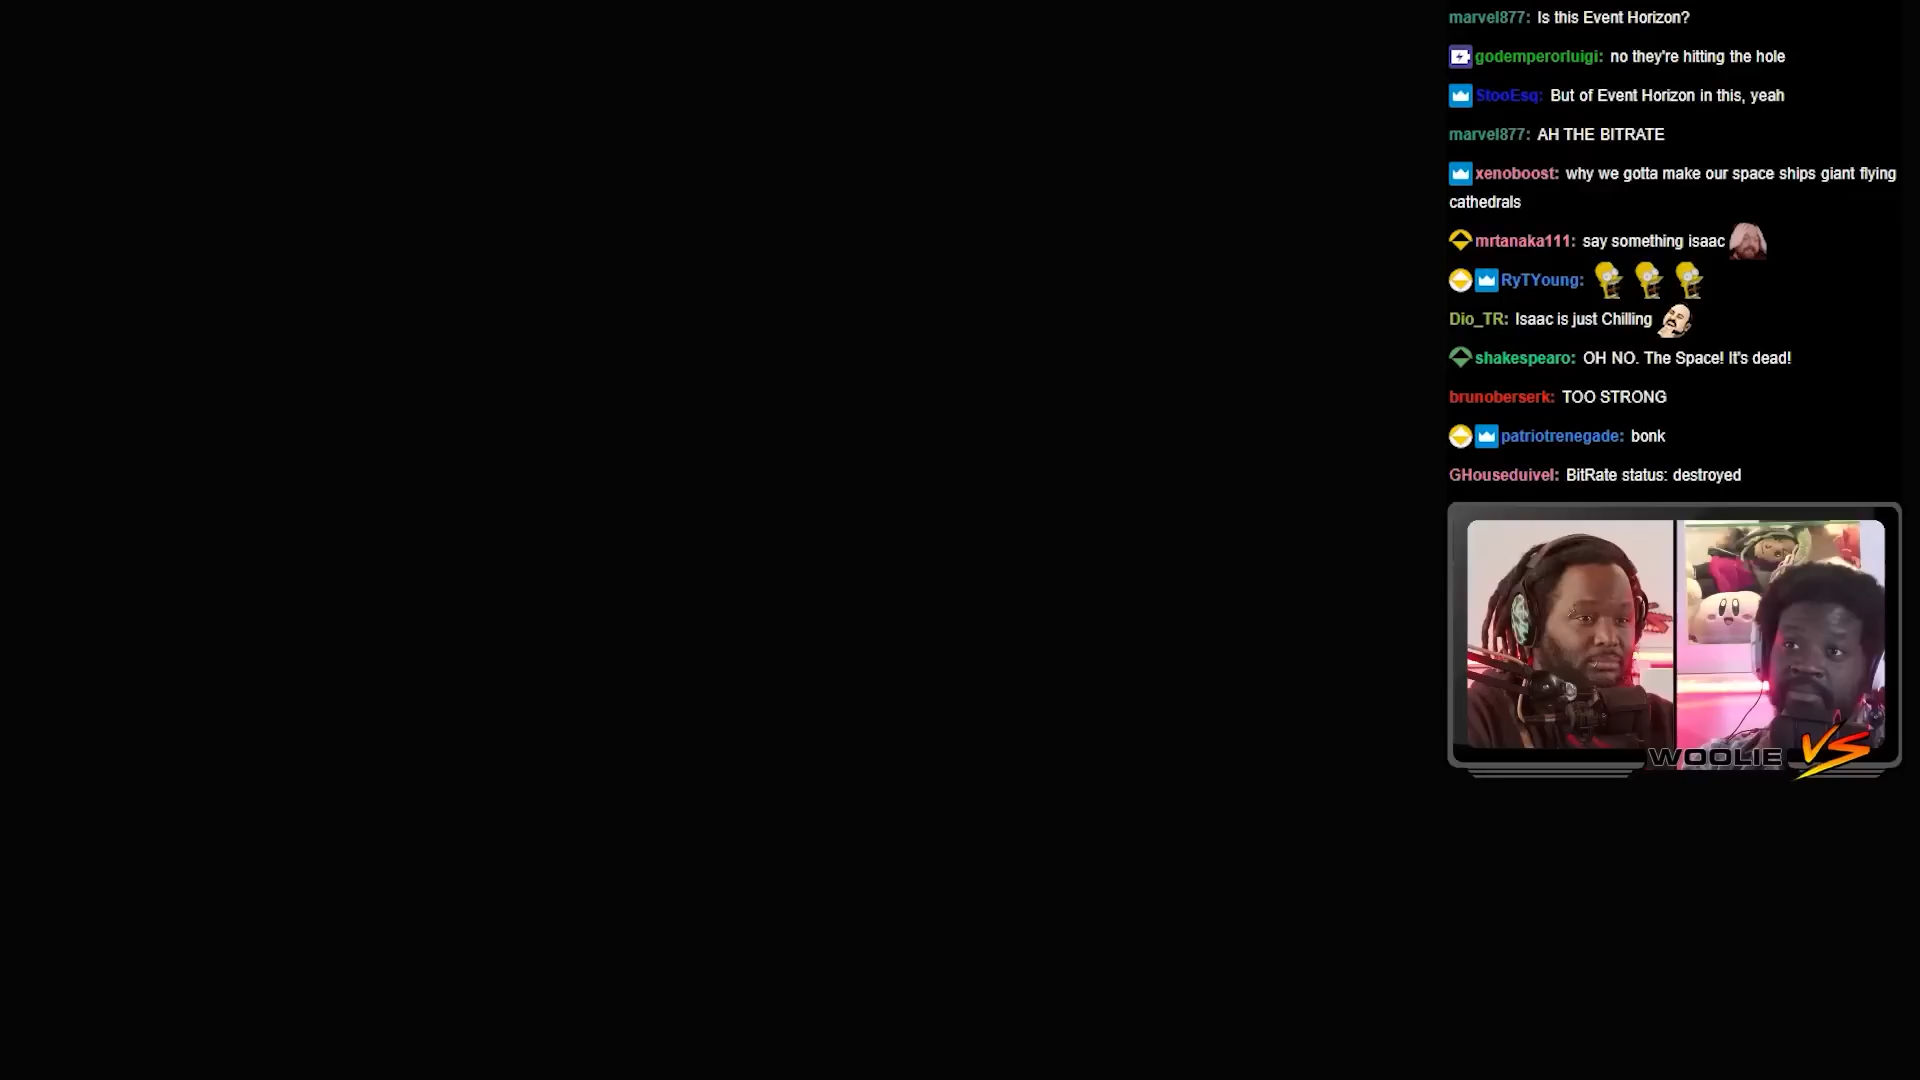 marvel877: Is this Event Horizon?
godemperorluigi: no they're hitting the hole
StooEsq: But of Event Horizon in this, yeah
marvel877: AH THE BITRATE
xenoboost: why we gotta make our space ships giant flying
cathedrals
mrtanaka111: say something isaac
RyTYoung:
Dio_TR: Isaac is just Chilling
shakespearo: OH NO. The Space! It's dead!
brunoberserk: TOO STRONG
patriotrenegade: bonk
GHouseduivel: BitRate status: destroyed
WOOLIE VS